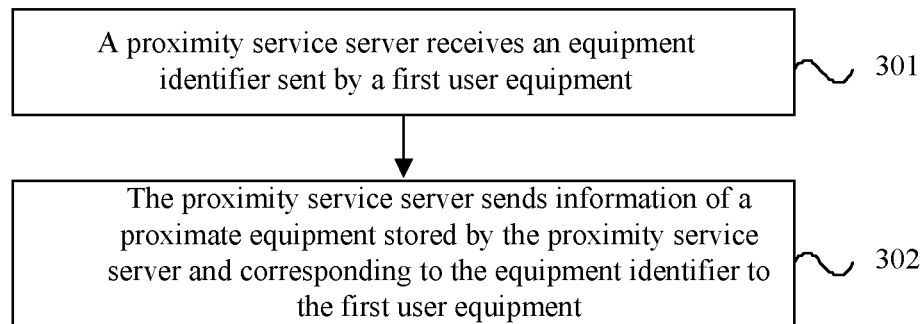 A proximity service server receives an equipment
identifier sent by a first user equipment
301
The proximity service server sends information of a
proximate equipment stored by the proximity service
server and corresponding to the equipment identifier to
the first user equipment
302